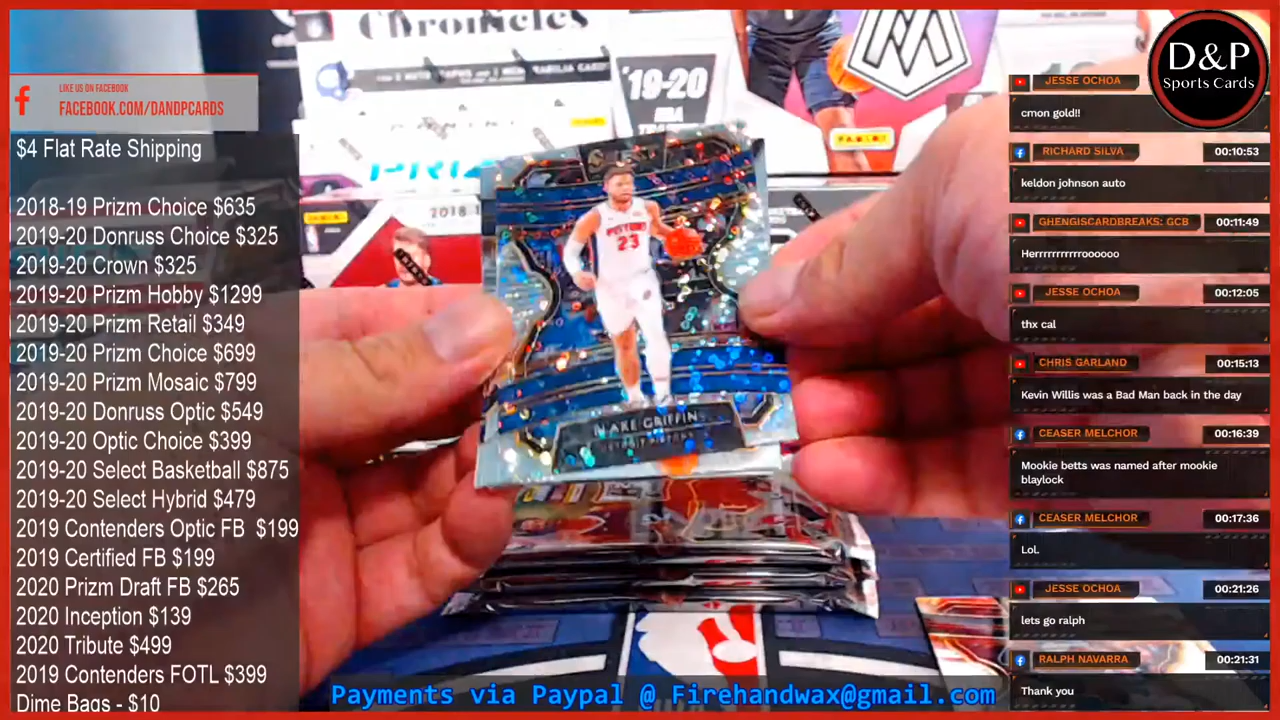 Chronicles
'19-20
NBA
PANINI
2018
LIKE US ON FACEBOOK
FACEBOOK.COM/DANDPCARDS
$4 Flat Rate Shipping
2018-19 Prizm Choice $635
2019-20 Donruss Choice $325
2019-20 Crown $325
2019-20 Prizm Hobby $1299
2019-20 Prizm Retail $349
2019-20 Prizm Choice $699
2019-20 Prizm Mosaic $799
2019-20 Donruss Optic $549
2019-20 Optic Choice $399
2019-20 Select Basketball $875
2019-20 Select Hybrid $479
2019 Contenders Optic FB $199
2019 Certified FB $199
2020 Prizm Draft FB $265
2020 Inception $139
2020 Tribute $499
2019 Contenders FOTL $399
Dime Bags - $10
PISTONS
23
BLAKE GRIFFIN
Payments via Paypal @ Firehandwax@gmail.com
D&P
Sports Cards
JESSE OCHOA
cmon gold!!
RICHARD SILVA 00:10:53
keldon johnson auto
GHENGISCARDBREAKS: GCB 00:11:49
Herrrrrrrrrrroooooo
JESSE OCHOA 00:12:05
thx cal
CHRIS GARLAND 00:15:13
Kevin Willis was a Bad Man back in the day
CEASER MELCHOR 00:16:39
Mookie betts was named after mookie
blaylock
CEASER MELCHOR 00:17:36
Lol.
JESSE OCHOA 00:21:26
lets go ralph
RALPH NAVARRA 00:21:31
Thank you